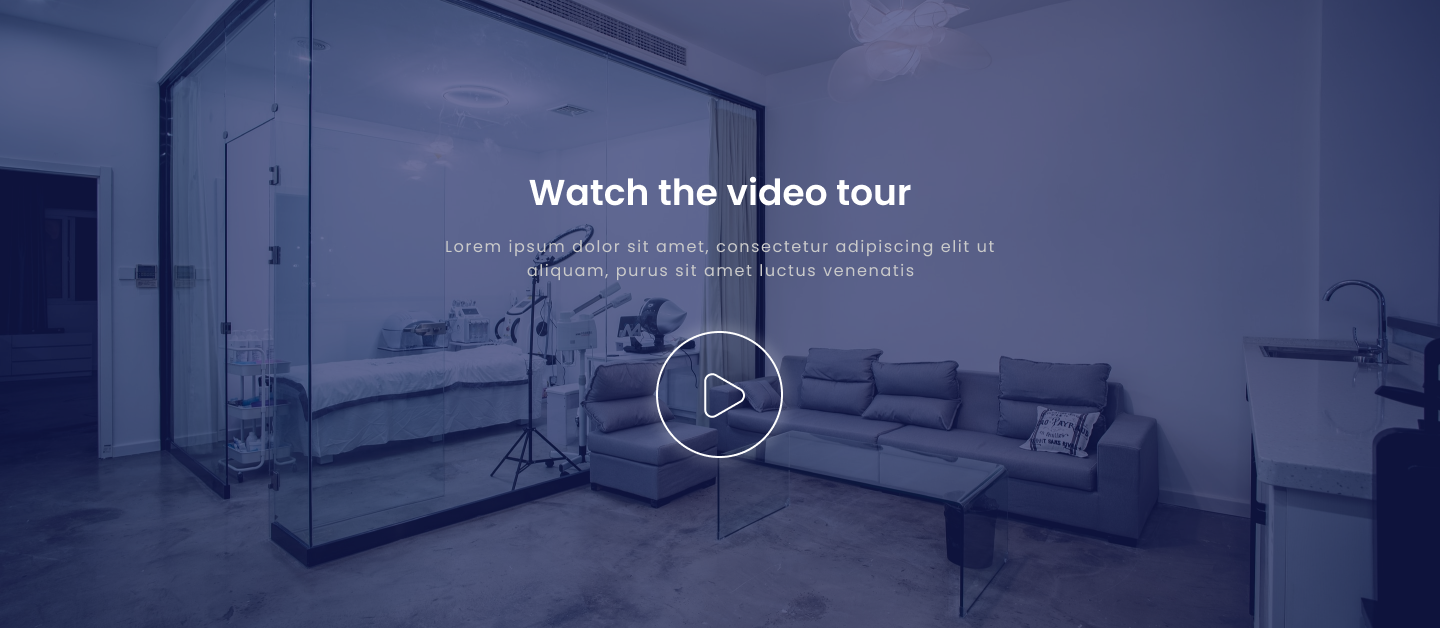 Watch the video tour
Lorem ipsum dolor sit amet, consectetur adipiscing elit ut
aliquam, purus sit amet luctus venenatis